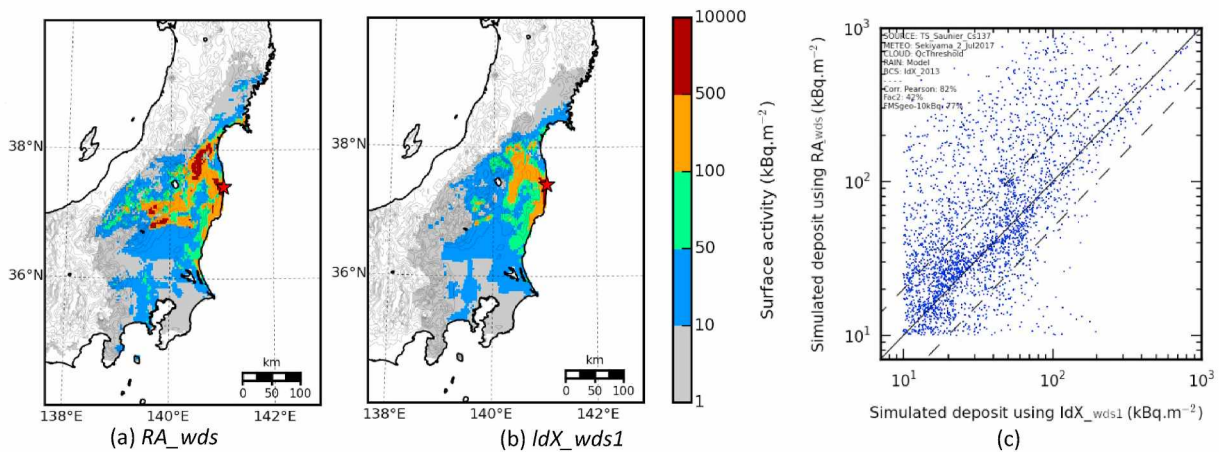 38°N
36°N
138°E
140°E
142°E
km
0
50
100
(a) RA_wds
138°E
140°E
142°E
km
0
50
100
(b) IdX_wds1
10000
500
100
50
10
1
Surface activity (kBq.m⁻²)
Simulated deposit using RA_wds (kBq.m⁻²)
10³
10²
10¹
SOURCE: TS_Saunier_Cs137
METEO: Sekiyama_2_Jul2017
CLOUD: QcThreshold
RAIN: Model
BCS: IdX_2013
- - - -
Corr. Pearson: 82%
Fac2: 42%
FMSgeo-10kBq: 77%
10¹
10²
10³
Simulated deposit using IdX_wds1 (kBq.m⁻²)
(c)